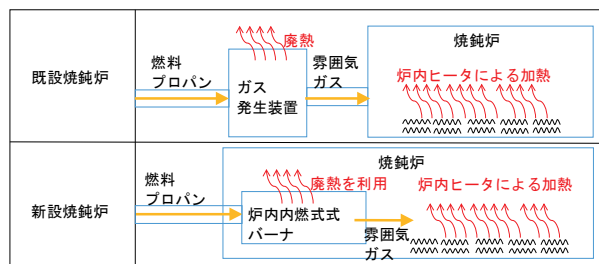 既設焼鈍炉
燃料
プロパン
廃熱
ガス
発生装置
雰囲気
ガス
焼鈍炉
炉内ヒータによる加熱
新設焼鈍炉
燃料
プロパン
焼鈍炉
廃熱を利用
炉内内燃式式
バーナ
雰囲気
ガス
炉内ヒータによる加熱